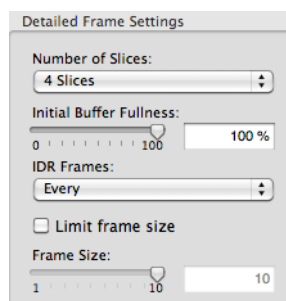 Detailed Frame Settings
Number of Slices:
4 Slices
Initial Buffer Fullness:
0 100 100 %
IDR Frames:
Every
Limit frame size
Frame Size:
1 10 10